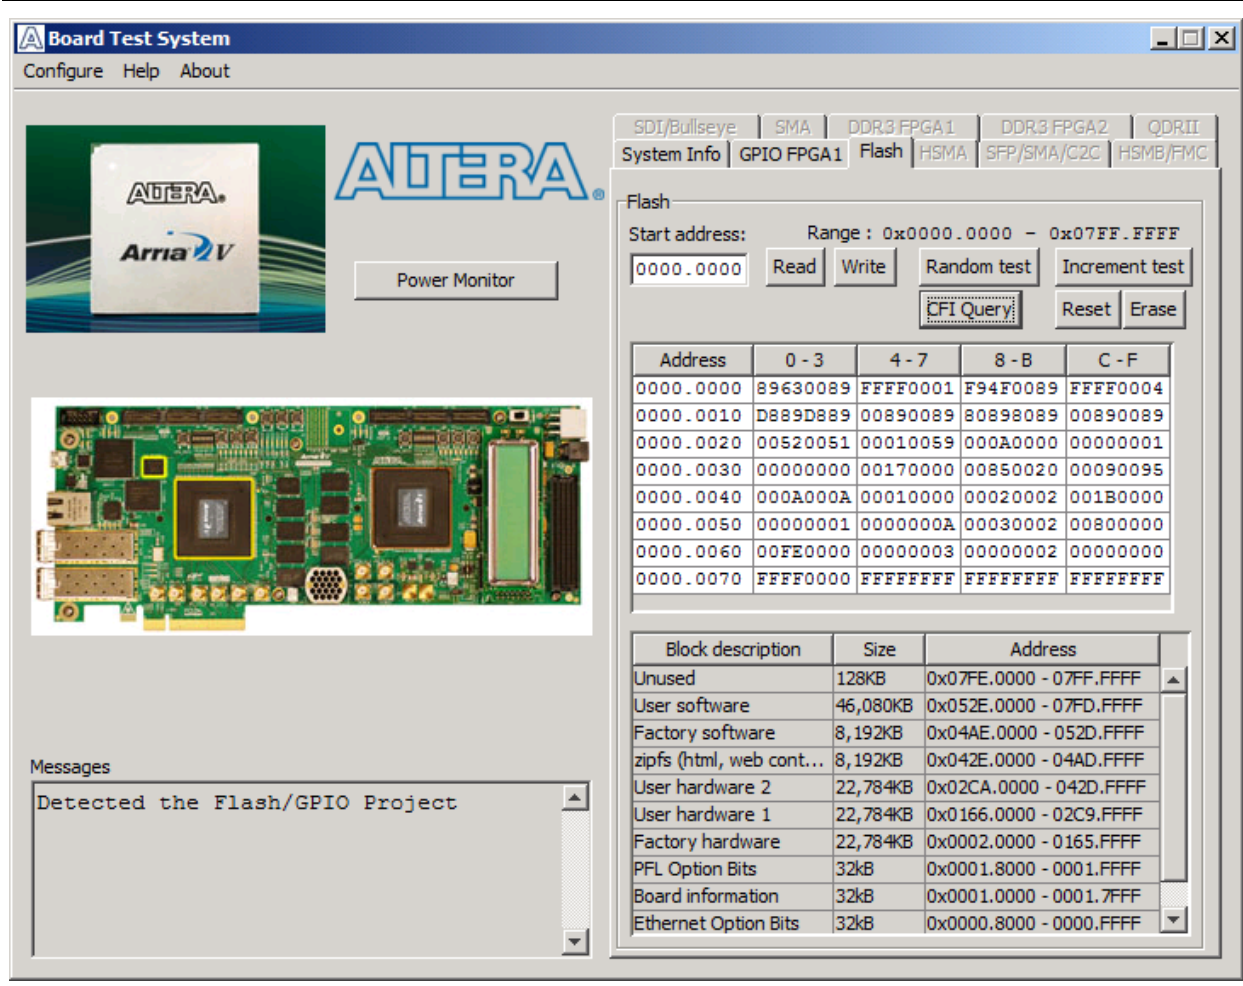 Board Test System
Configure Help About
SDI/Bullseye SMA DDR3 FPGA1 DDR3 FPGA2 QDRII
System Info GPIO FPGA1 Flash HSMA SFP/SMA/C2C HSMB/FMC
ALTERA®
Arria V
ALTERA®
Power Monitor
Flash
Start address: Range : 0x0000.0000 - 0x07FF.FFFF
0000.0000 Read Write Random test Increment test
CFI Query Reset Erase
Address 0 - 3 4 - 7 8 - B C - F
0000.0000 89630089 FFFF0001 F94F0089 FFFF0004
0000.0010 D889D889 00890089 80898089 00890089
0000.0020 00520051 00010059 000A0000 00000001
0000.0030 00000000 00170000 00850020 00090095
0000.0040 000A000A 00010000 00020002 001B0000
0000.0050 00000001 0000000A 00030002 00800000
0000.0060 00FE0000 00000003 00000002 00000000
0000.0070 FFFF0000 FFFFFFFF FFFFFFFF FFFFFFFF
Block description Size Address
Unused 128KB 0x07FE.0000 - 07FF.FFFF
User software 46,080KB 0x052E.0000 - 07FD.FFFF
Factory software 8,192KB 0x04AE.0000 - 052D.FFFF
zipfs (html, web cont... 8,192KB 0x042E.0000 - 04AD.FFFF
User hardware 2 22,784KB 0x02CA.0000 - 042D.FFFF
User hardware 1 22,784KB 0x0166.0000 - 02C9.FFFF
Factory hardware 22,784KB 0x0002.0000 - 0165.FFFF
PFL Option Bits 32kB 0x0001.8000 - 0001.FFFF
Board information 32kB 0x0001.0000 - 0001.7FFF
Ethernet Option Bits 32kB 0x0000.8000 - 0000.FFFF
Messages
Detected the Flash/GPIO Project